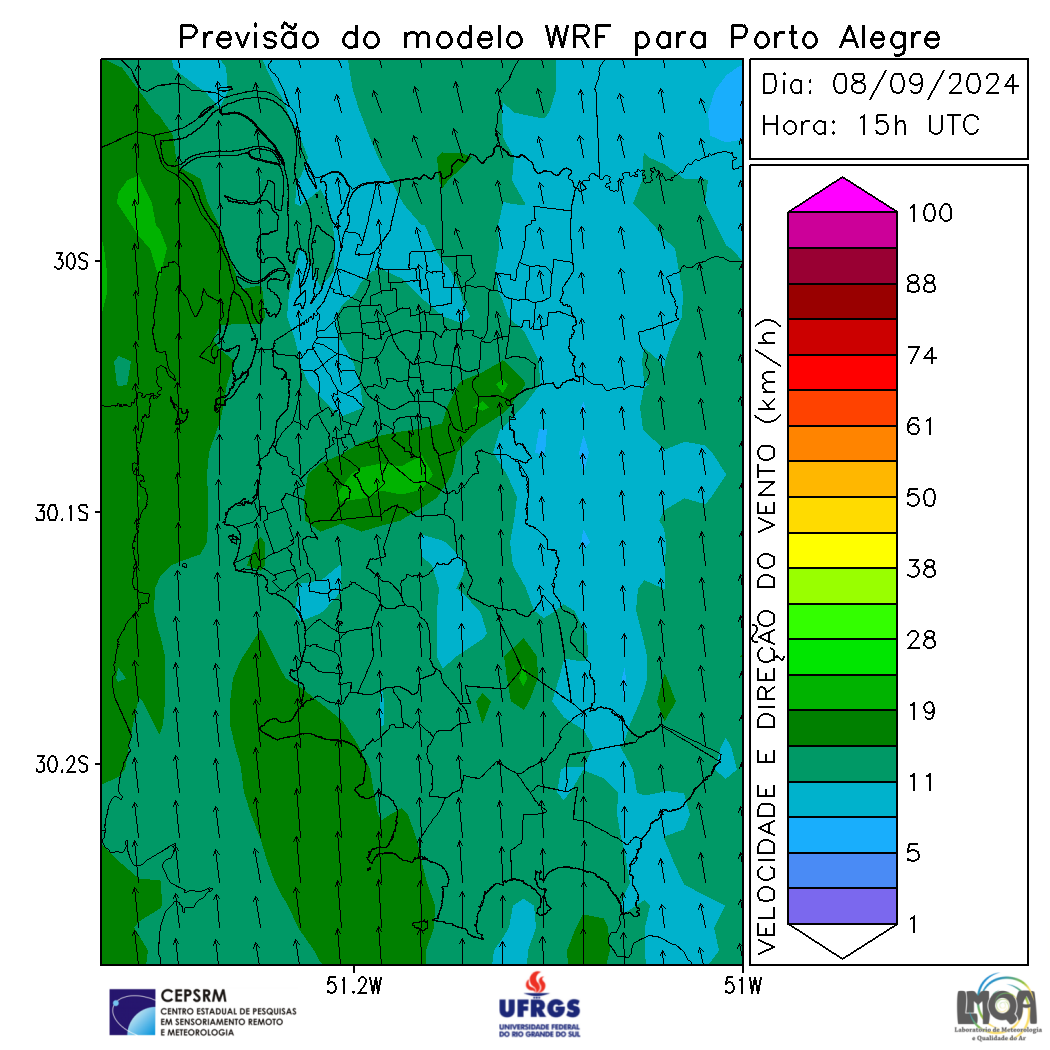 Previsão do modelo WRF para Porto Alegre
Dia: 08/09/2024
Hora: 15h UTC
30S
30.1S
30.2S
51.2W
51W
VELOCIDADE E DIREÇÃO DO VENTO (km/h)
100
88
74
61
50
38
28
19
11
5
1
CEPSRM
CENTRO ESTADUAL DE PESQUISAS
EM SENSORIAMENTO REMOTO
E METEOROLOGIA
UFRGS
UNIVERSIDADE FEDERAL
DO RIO GRANDE DO SUL
LMQA
Laboratório de Meteorologia
e Qualidade do Ar